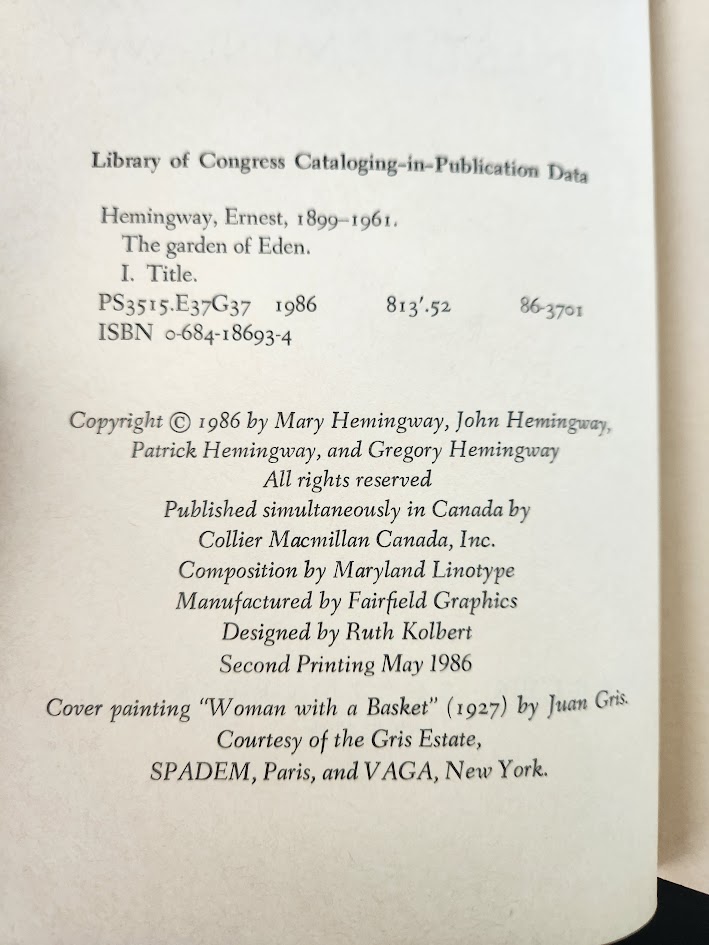 Library of Congress Cataloging-in-Publication Data
Hemingway, Ernest, 1899–1961.
The garden of Eden.
I. Title.
PS3515.E37G37 1986 813'.52 86-3701
ISBN 0-684-18693-4
Copyright © 1986 by Mary Hemingway, John Hemingway,
Patrick Hemingway, and Gregory Hemingway
All rights reserved
Published simultaneously in Canada by
Collier Macmillan Canada, Inc.
Composition by Maryland Linotype
Manufactured by Fairfield Graphics
Designed by Ruth Kolbert
Second Printing May 1986
Cover painting “Woman with a Basket” (1927) by Juan Gris.
Courtesy of the Gris Estate,
SPADEM, Paris, and VAGA, New York.